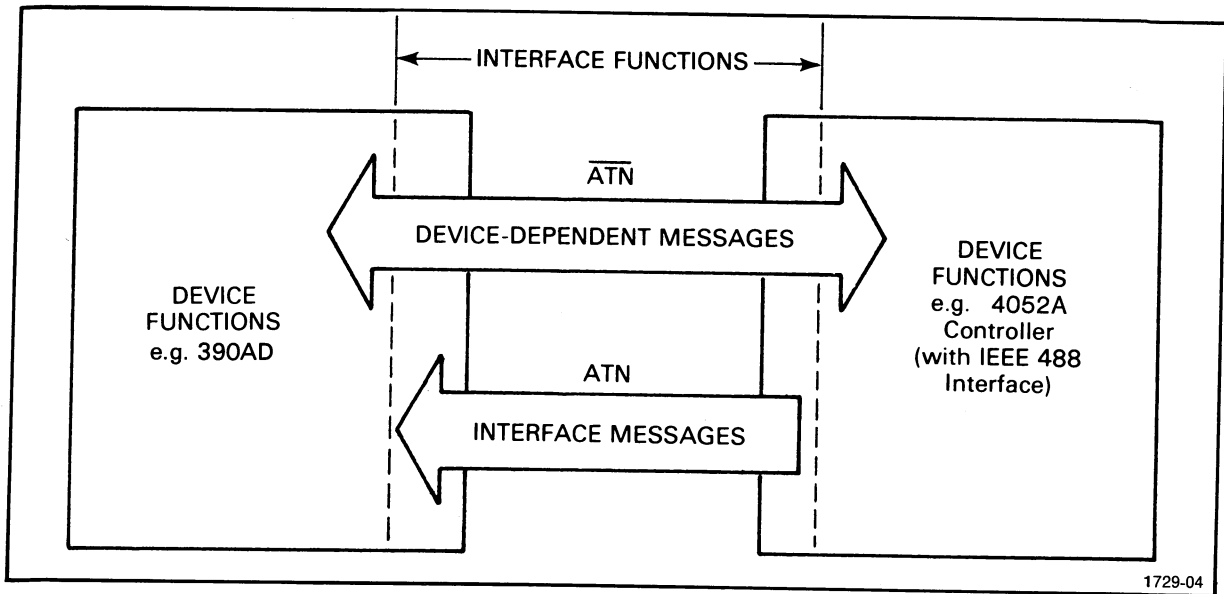 INTERFACE FUNCTIONS
A̅T̅N̅
DEVICE-DEPENDENT MESSAGES
DEVICE
FUNCTIONS
e.g. 390AD
DEVICE
FUNCTIONS
e.g. 4052A
Controller
(with IEEE 488
Interface)
ATN
INTERFACE MESSAGES
1729-04